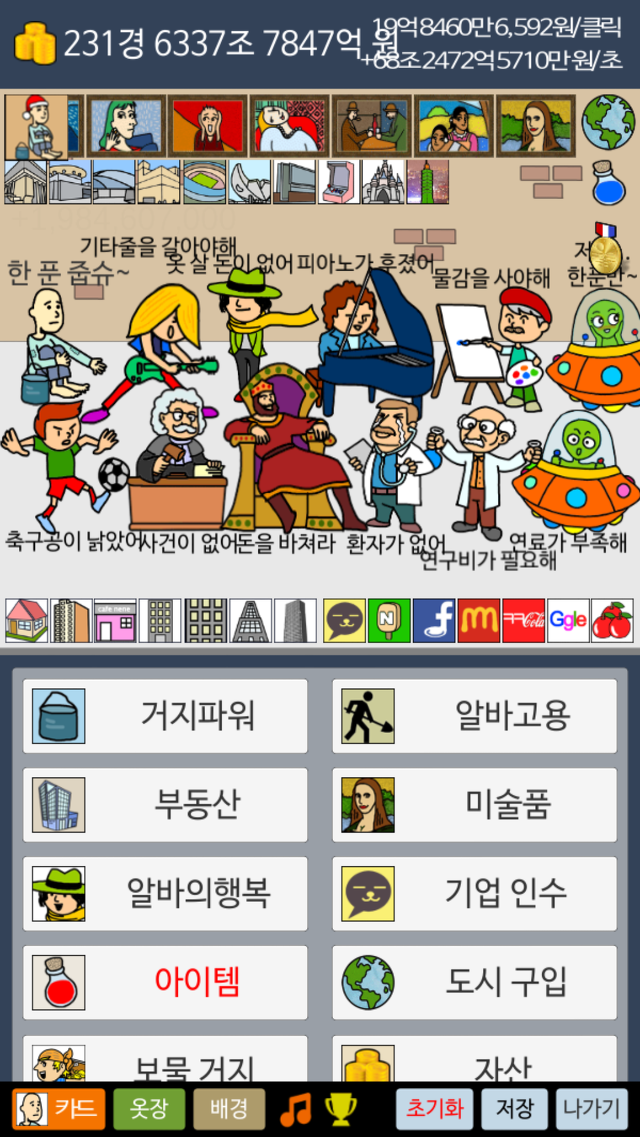 231경 6337조 7847억 원
19억8460만6,592원/클릭
+68조2472억5710만원/초
+1,984,607,000
기타줄을 갈아야해
한 푼 줍슈~
옷 살 돈이 없어
피아노가 후졌어
물감을 사야해
한푼만~
축구공이 낡았어
사건이 없어
돈을 바쳐라
환자가 없어
연구비가 필요해
연료가 부족해
cafe nene
N
Ggle
거지파워
알바고용
부동산
미술품
알바의행복
기업 인수
아이템
도시 구입
보물 거지
자산
카드
옷장
배경
초기화
저장
나가기